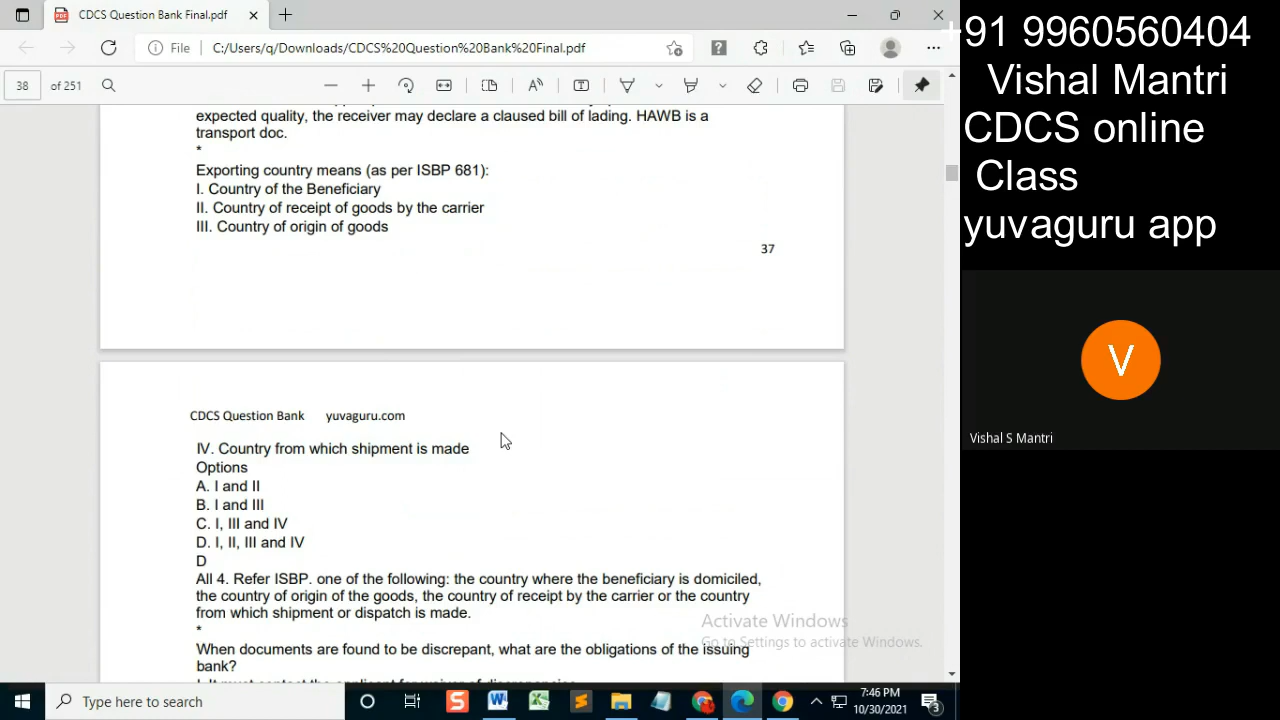 CDCS Question Bank Final.pdf
File
C:/Users/q/Downloads/CDCS%20Question%20Bank%20Final.pdf
38 of 251
expected quality, the receiver may declare a claused bill of lading. HAWB is a
transport doc.
*
Exporting country means (as per ISBP 681):
I. Country of the Beneficiary
II. Country of receipt of goods by the carrier
III. Country of origin of goods
37
CDCS Question Bank yuvaguru.com
IV. Country from which shipment is made
Options
A. I and II
B. I and III
C. I, III and IV
D. I, II, III and IV
D
All 4. Refer ISBP. one of the following: the country where the beneficiary is domiciled,
the country of origin of the goods, the country of receipt by the carrier or the country
from which shipment or dispatch is made.
*
When documents are found to be discrepant, what are the obligations of the issuing
bank?
Activate Windows
Go to Settings to activate Windows.
Type here to search
7:46 PM
10/30/2021
3
+91 9960560404
Vishal Mantri
CDCS online
Class
yuvaguru app
V
Vishal S Mantri